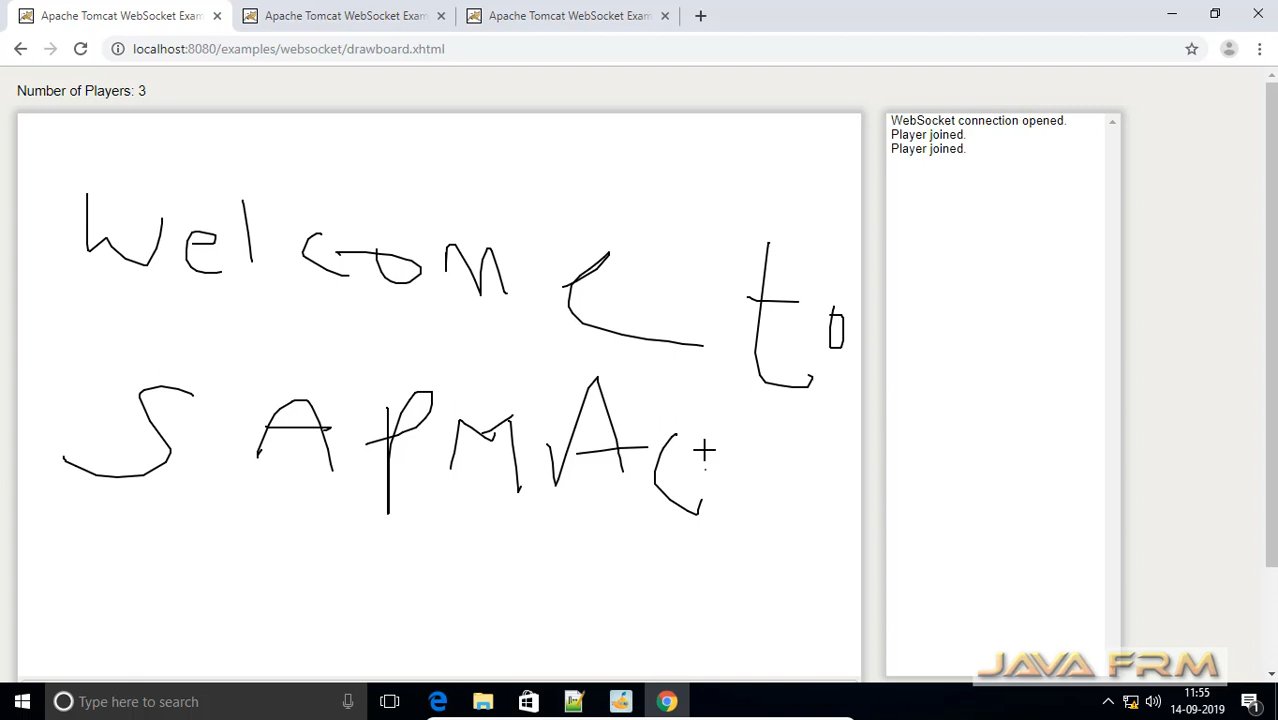 Apache Tomcat WebSocket Exam
Apache Tomcat WebSocket Exam
Apache Tomcat WebSocket Exam
localhost:8080/examples/websocket/drawboard.xhtml
Number of Players: 3
WebSocket connection opened.
Player joined.
Player joined.
Welcome to
SAPMAC
JAVA FRM
Type here to search
11:55
14-09-2019
1